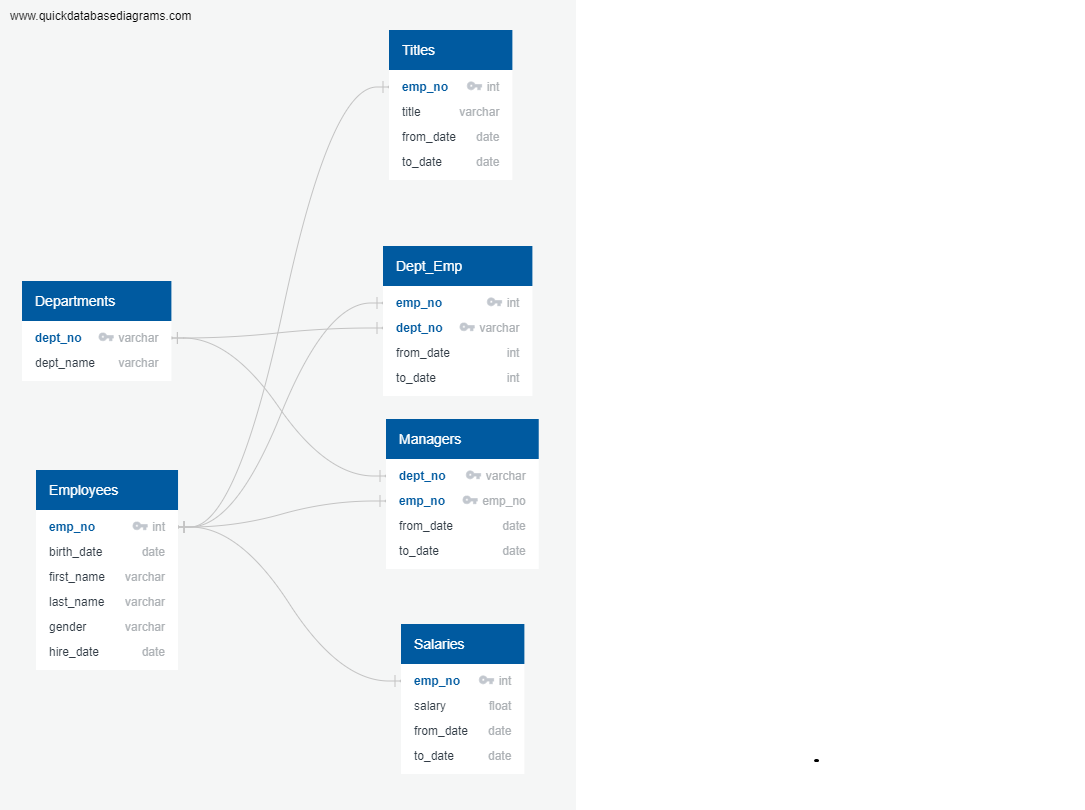 www.quickdatabasediagrams.com
Titles
emp_no int
title varchar
from_date date
to_date date
Dept_Emp
emp_no int
dept_no varchar
from_date int
to_date int
Departments
dept_no varchar
dept_name varchar
Managers
dept_no varchar
emp_no emp_no
from_date date
to_date date
Employees
emp_no int
birth_date date
first_name varchar
last_name varchar
gender varchar
hire_date date
Salaries
emp_no int
salary float
from_date date
to_date date